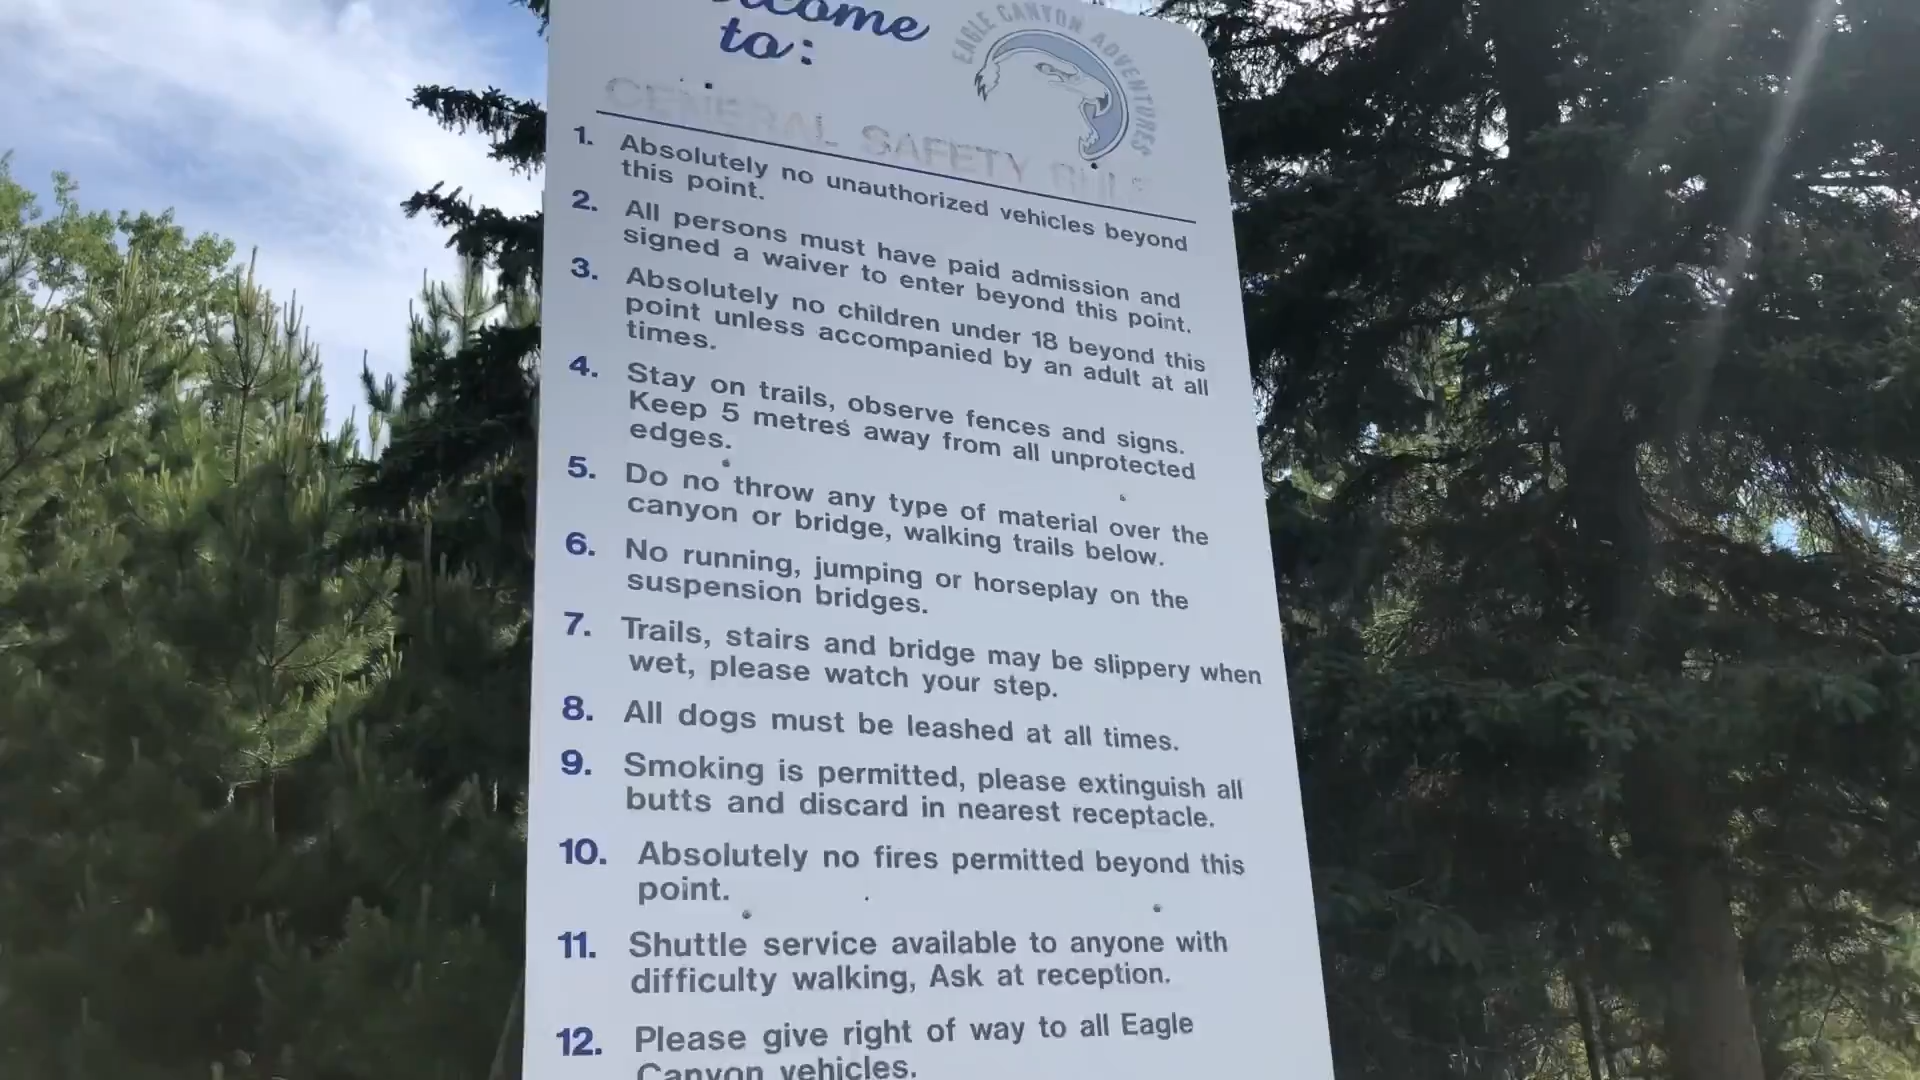 to:
EAGLE CANYON ADVENTURES
GENERAL SAFETY RULES
1. Absolutely no unauthorized vehicles beyond
this point.
2. All persons must have paid admission and
signed a waiver to enter beyond this point.
3. Absolutely no children under 18 beyond this
point unless accompanied by an adult at all
times.
4. Stay on trails, observe fences and signs.
Keep 5 metres away from all unprotected
edges.
5. Do no throw any type of material over the
canyon or bridge, walking trails below.
6. No running, jumping or horseplay on the
suspension bridges.
7. Trails, stairs and bridge may be slippery when
wet, please watch your step.
8. All dogs must be leashed at all times.
9. Smoking is permitted, please extinguish all
butts and discard in nearest receptacle.
10. Absolutely no fires permitted beyond this
point.
11. Shuttle service available to anyone with
difficulty walking, Ask at reception.
12. Please give right of way to all Eagle
Canyon vehicles.